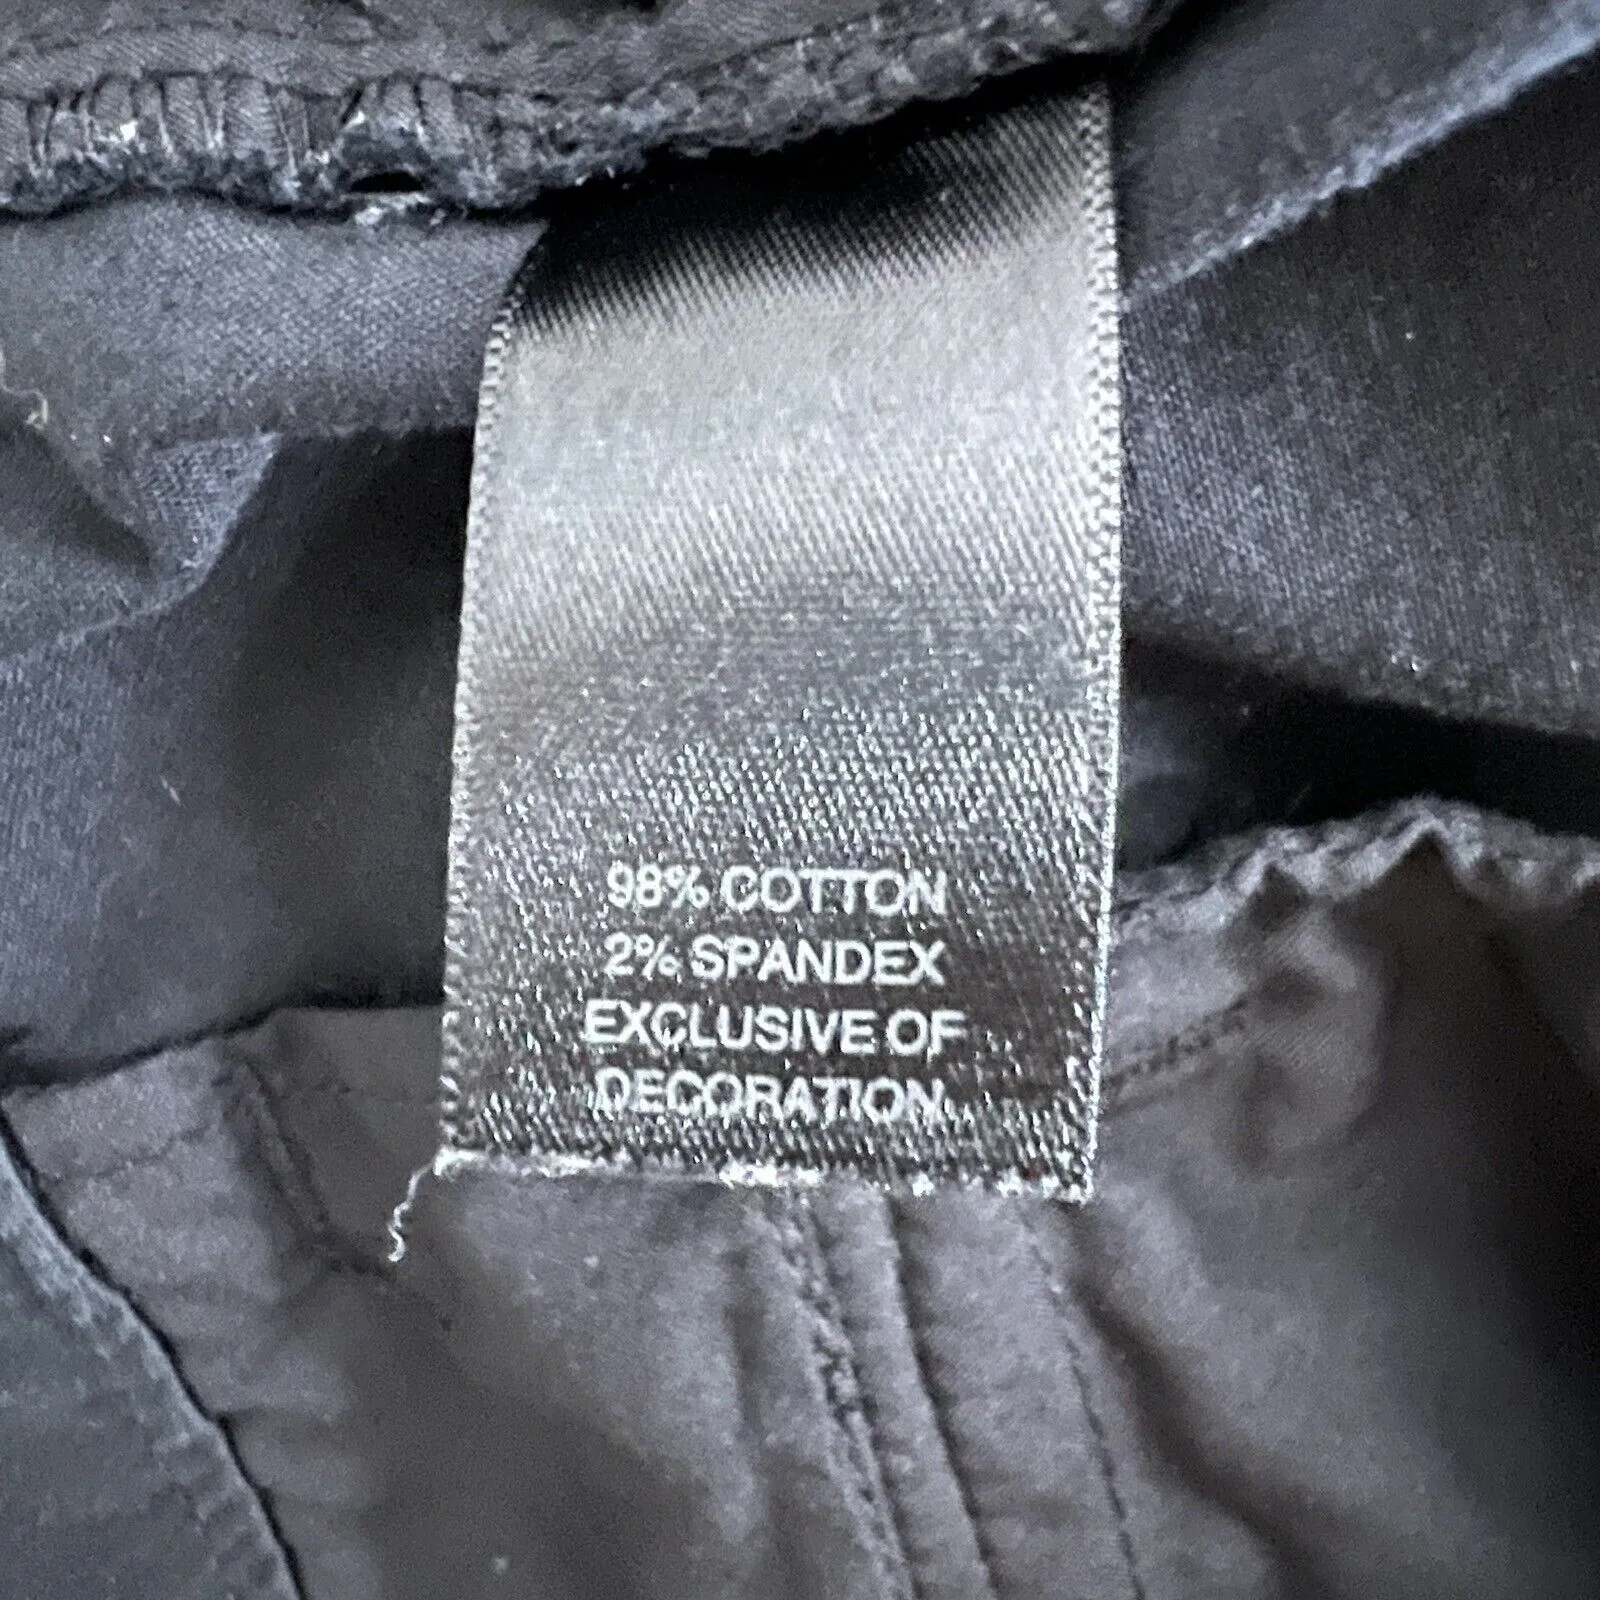 98% COTTON
2% SPANDEX
EXCLUSIVE OF
DECORATION